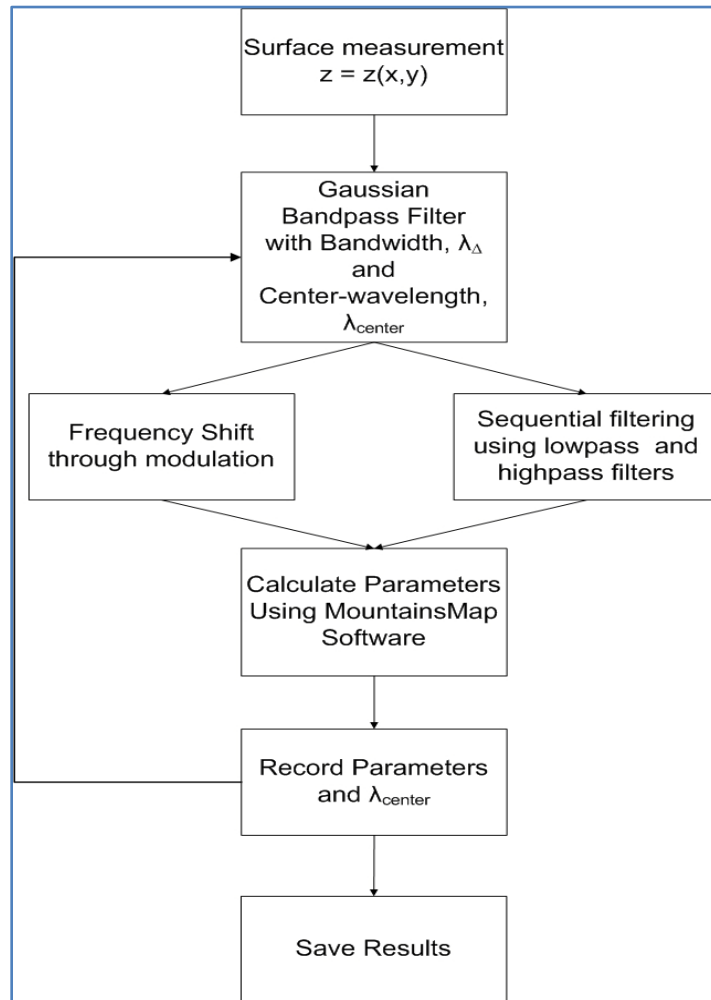 Surface measurement
z = z(x,y)
Gaussian
Bandpass Filter
with Bandwidth, λΔ
and
Center-wavelength,
λcenter
Frequency Shift
through modulation
Sequential filtering
using lowpass and
highpass filters
Calculate Parameters
Using MountainsMap
Software
Record Parameters
and λcenter
Save Results